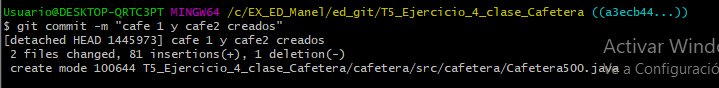 Usuario@DESKTOP-QRTC3PT MINGW64 /c/EX_ED_Manel/ed_git/T5_Ejercicio_4_clase_Cafetera ((a3ecb44...))
$ git commit -m "cafe 1 y cafe2 creados"
[detached HEAD 1445973] cafe 1 y cafe2 creados
 2 files changed, 81 insertions(+), 1 deletion(-)
 create mode 100644 T5_Ejercicio_4_clase_Cafetera/cafetera/src/cafetera/Cafetera500.java
Activar Windo
Ve a Configuració